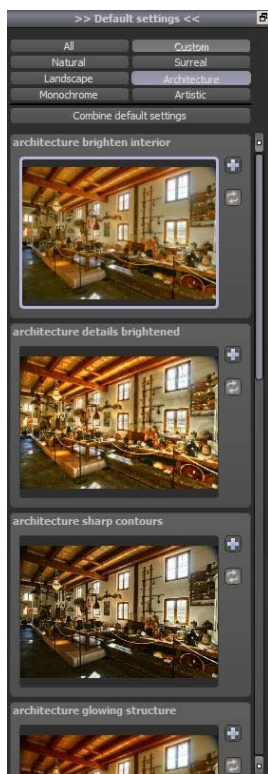 >> Default settings <<
All Custom
Natural Surreal
Landscape Architecture
Monochrome Artistic
Combine default settings
architecture brighten interior
architecture details brightened
architecture sharp contours
architecture glowing structure